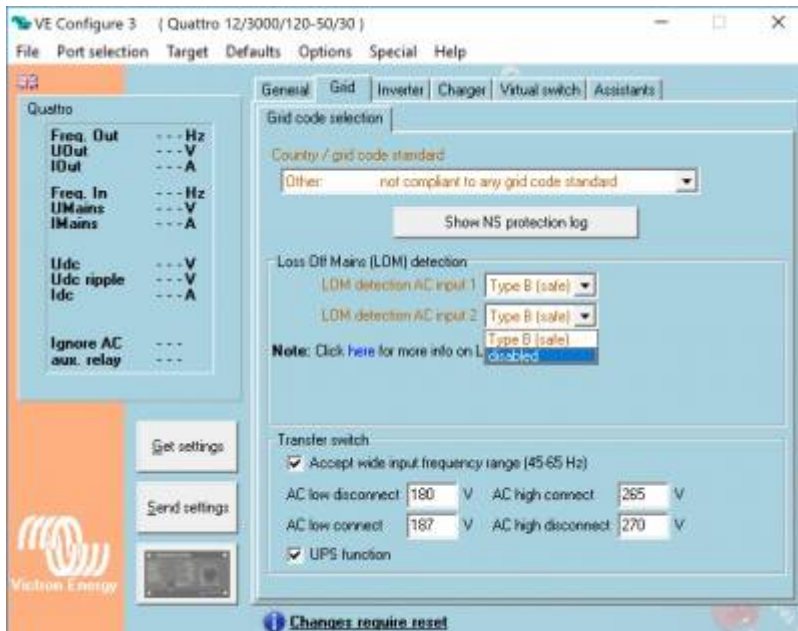 VE Configure 3 ( Quattro 12/3000/120-50/30 )
File Port selection Target Defaults Options Special Help
General Grid Inverter Charger Virtual switch Assistants
Quattro
Freq. Out ---Hz
UOut ---V
IOut ---A
Freq. In ---Hz
UMains ---V
IMains ---A
Udc ---V
Udc ripple ---V
Idc ---A
Ignore AC ---
aux. relay ---
Get settings
Send settings
Victron Energy
Grid code selection
Country / grid code standard
Other: not compliant to any grid code standard
Show NS protection log
Loss Off Mains (LOM) detection
LOM detection AC input 1 Type B (safe)
LOM detection AC input 2 Type B (safe)
Type B (safe)
disabled
Note: Click here for more info on L
Transfer switch
Accept wide input frequency range (45-65 Hz)
AC low disconnect 180 V AC high connect 265 V
AC low connect 187 V AC high disconnect 270 V
UPS function
Changes require reset